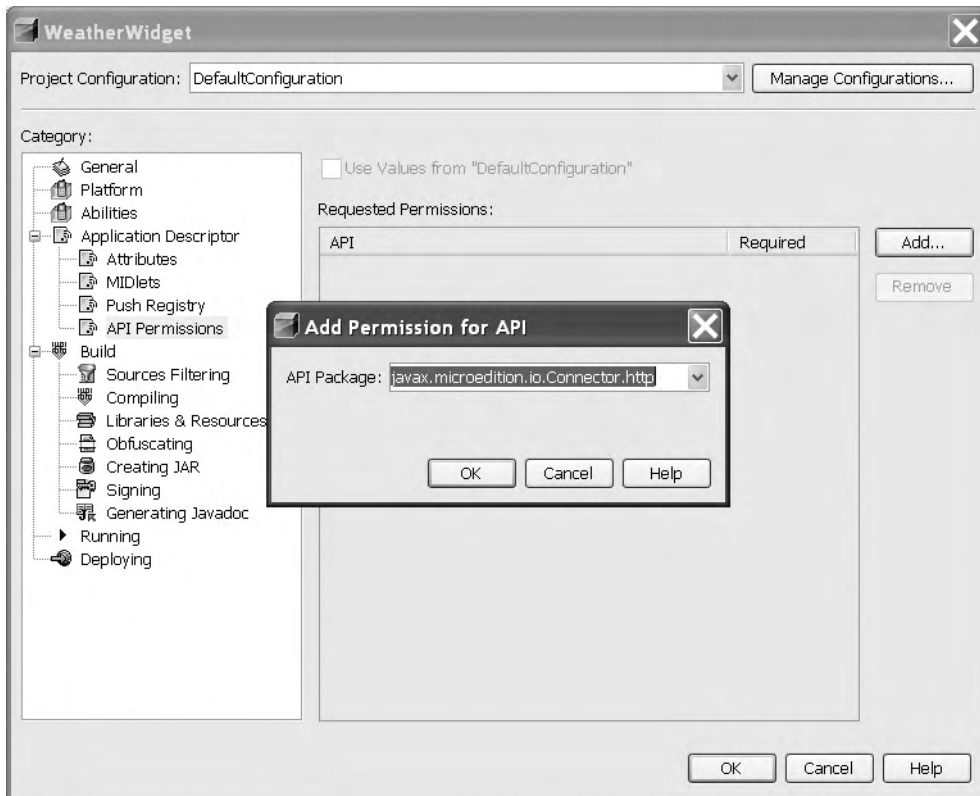 WeatherWidget
Project Configuration: DefaultConfiguration Manage Configurations...
Category:
General
Platform
Abilities
Application Descriptor
Attributes
MIDlets
Push Registry
API Permissions
Build
Sources Filtering
Compiling
Libraries & Resources
Obfuscating
Creating JAR
Signing
Generating Javadoc
Running
Deploying
Use Values from "DefaultConfiguration"
Requested Permissions:
API Required
Add...
Remove
Add Permission for API
API Package: javax.microedition.io.Connector.http
OK Cancel Help
OK Cancel Help